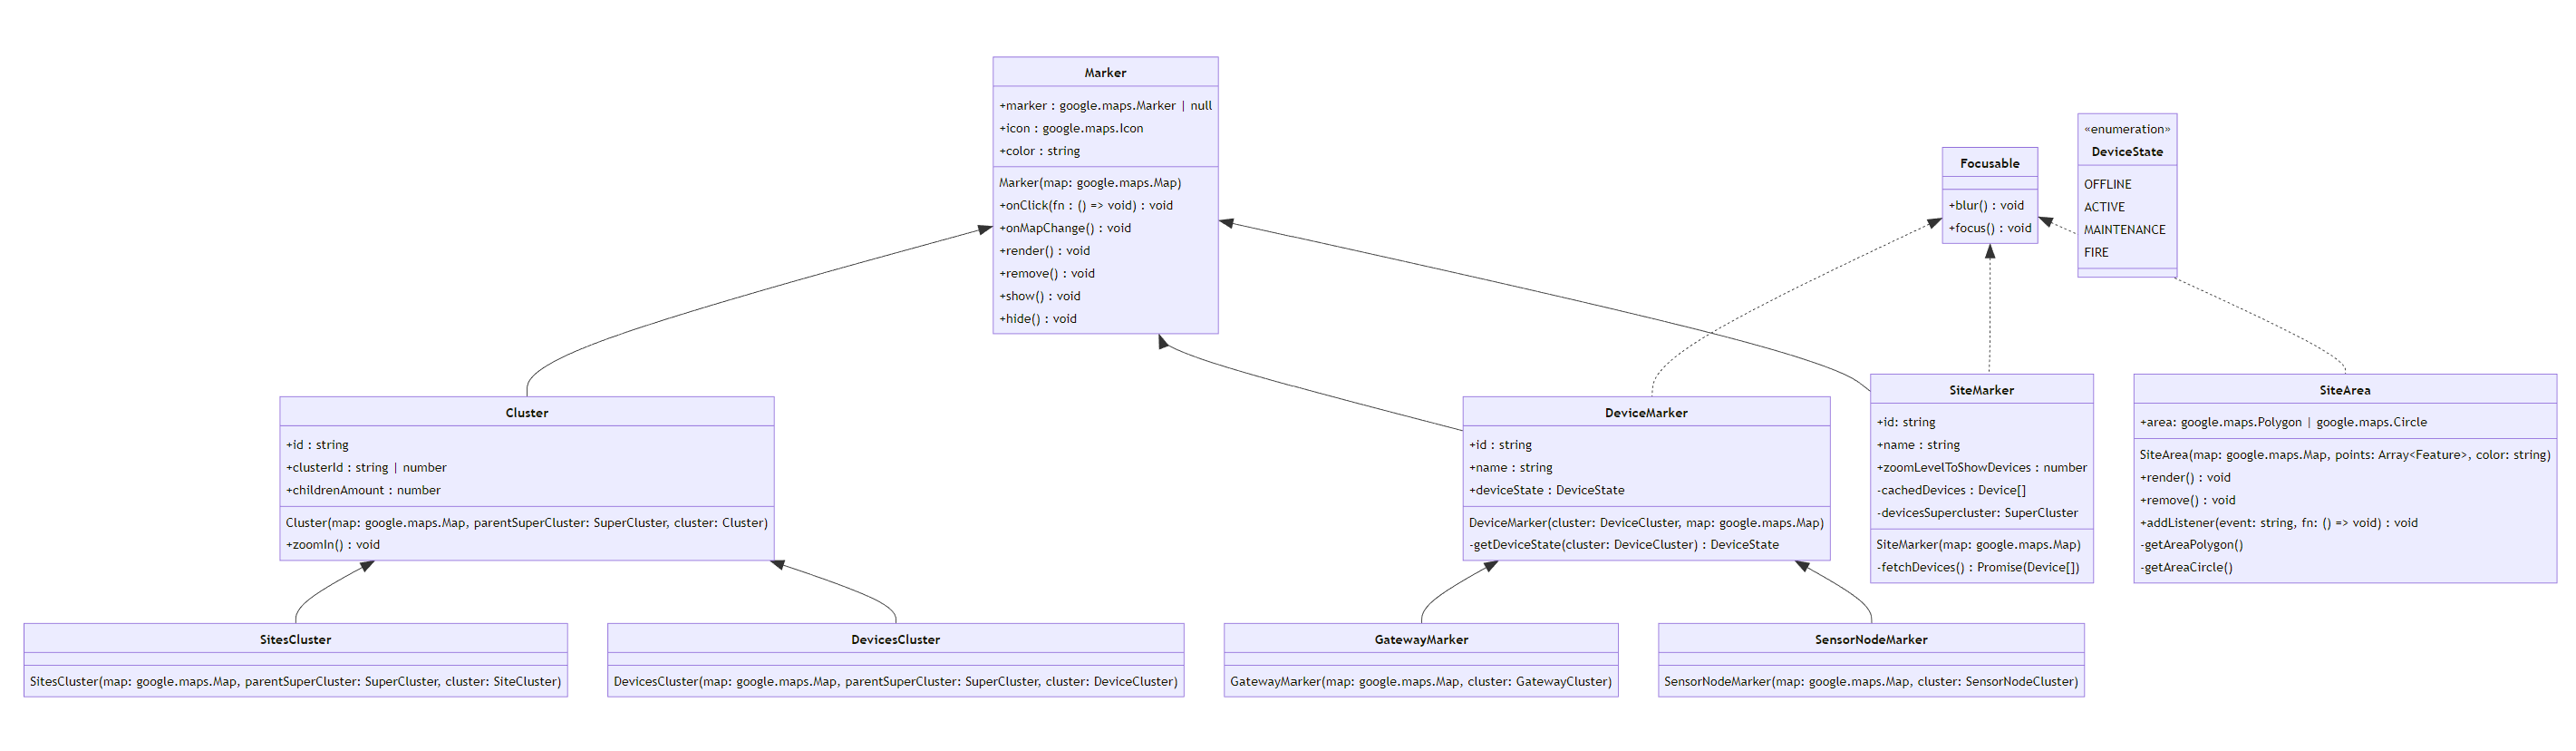 Marker
+marker : google.maps.Marker | null
+icon : google.maps.Icon
+color : string
Marker(map: google.maps.Map)
+onClick(fn : () => void) : void
+onMapChange() : void
+render() : void
+remove() : void
+show() : void
+hide() : void
Focusable
+blur() : void
+focus() : void
«enumeration»
DeviceState
OFFLINE
ACTIVE
MAINTENANCE
FIRE
Cluster
+id : string
+clusterId : string | number
+childrenAmount : number
Cluster(map: google.maps.Map, parentSuperCluster: SuperCluster, cluster: Cluster)
+zoomIn() : void
DeviceMarker
+id : string
+name : string
+deviceState : DeviceState
DeviceMarker(cluster: DeviceCluster, map: google.maps.Map)
-getDeviceState(cluster: DeviceCluster) : DeviceState
SiteMarker
+id: string
+name : string
+zoomLevelToShowDevices : number
-cachedDevices : Device[]
-devicesSupercluster: SuperCluster
SiteMarker(map: google.maps.Map)
-fetchDevices() : Promise(Device[])
SiteArea
+area: google.maps.Polygon | google.maps.Circle
SiteArea(map: google.maps.Map, points: Array<Feature>, color: string)
+render() : void
+remove() : void
+addListener(event: string, fn: () => void) : void
-getAreaPolygon()
-getAreaCircle()
SitesCluster
SitesCluster(map: google.maps.Map, parentSuperCluster: SuperCluster, cluster: SiteCluster)
DevicesCluster
DevicesCluster(map: google.maps.Map, parentSuperCluster: SuperCluster, cluster: DeviceCluster)
GatewayMarker
GatewayMarker(map: google.maps.Map, cluster: GatewayCluster)
SensorNodeMarker
SensorNodeMarker(map: google.maps.Map, cluster: SensorNodeCluster)